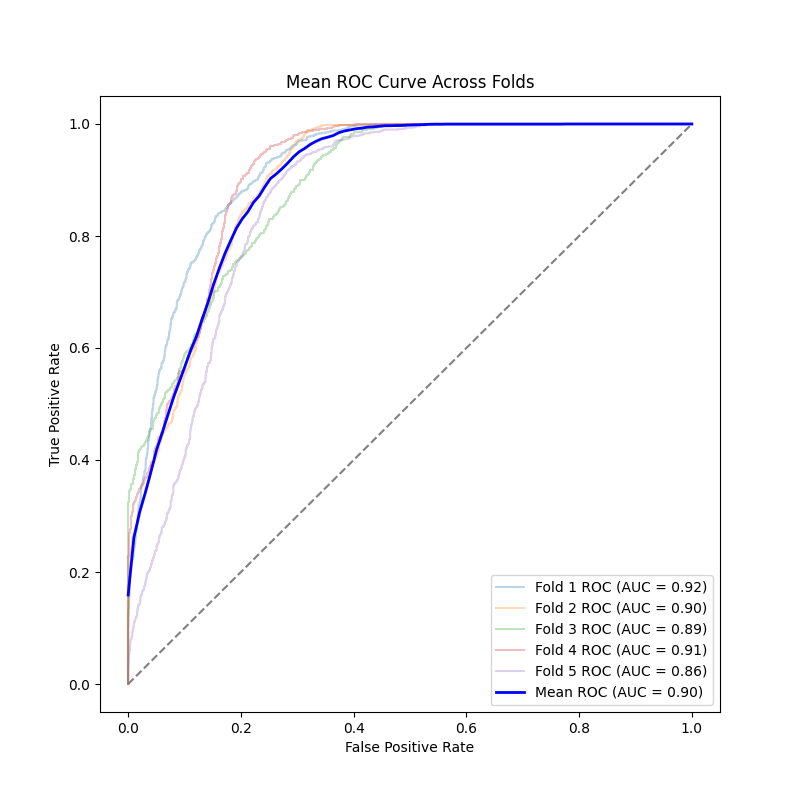 Mean ROC Curve Across Folds
True Positive Rate
1.0
0.8
0.6
0.4
0.2
0.0
Fold 1 ROC (AUC = 0.92)
Fold 2 ROC (AUC = 0.90)
Fold 3 ROC (AUC = 0.89)
Fold 4 ROC (AUC = 0.91)
Fold 5 ROC (AUC = 0.86)
Mean ROC (AUC = 0.90)
0.0 0.2 0.4 0.6 0.8 1.0
False Positive Rate